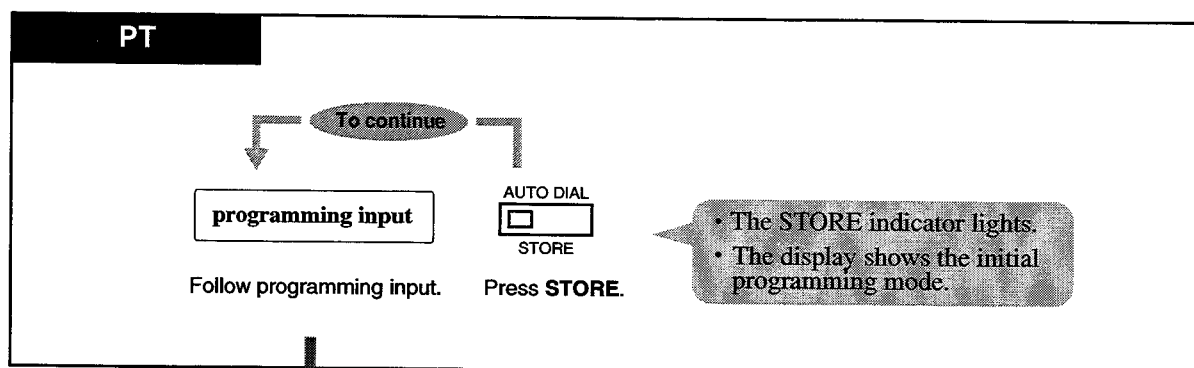 PT
To continue
programming input
AUTO DIAL
STORE
Follow programming input.
Press STORE.
• The STORE indicator lights.
• The display shows the initial
programming mode.